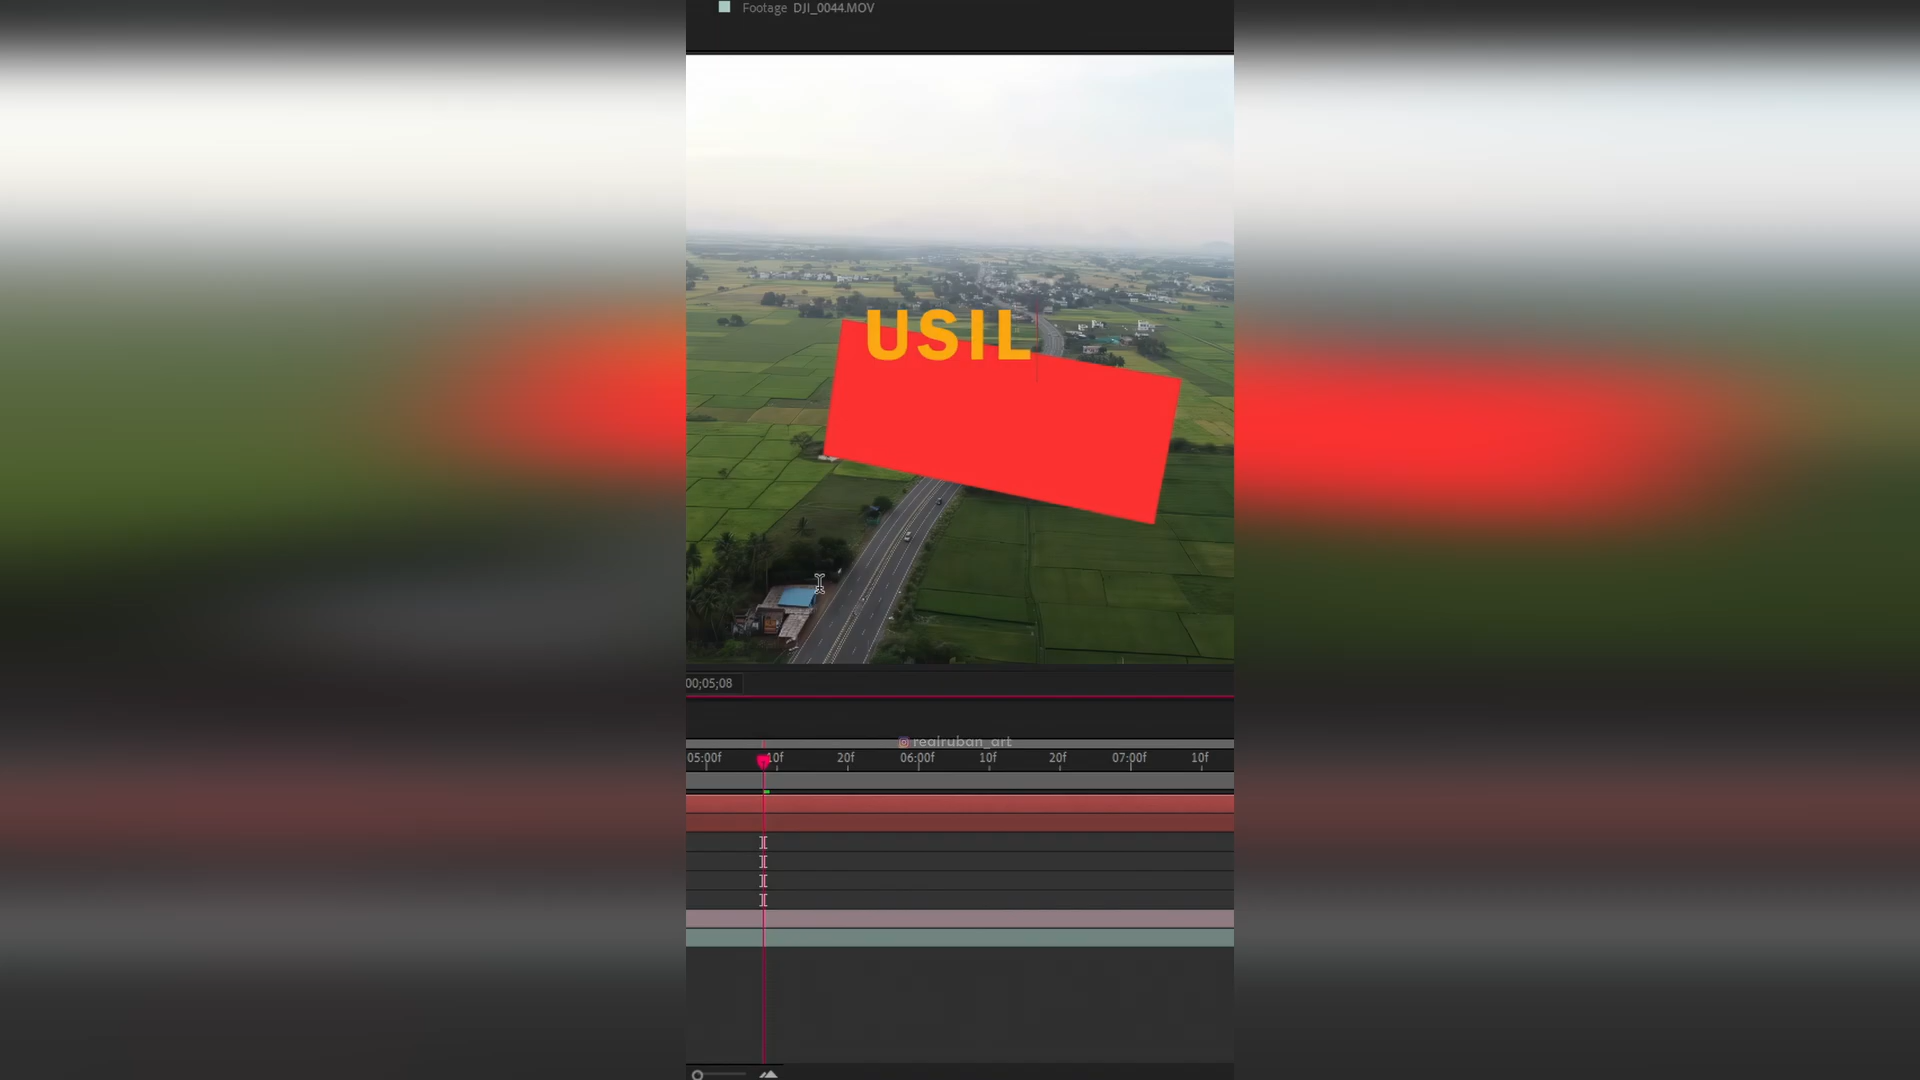 Footage DJI_0044.MOV
USIL
00;05;08
realruban_art
05:00f 10f 20f 06:00f 10f 20f 07:00f 10f